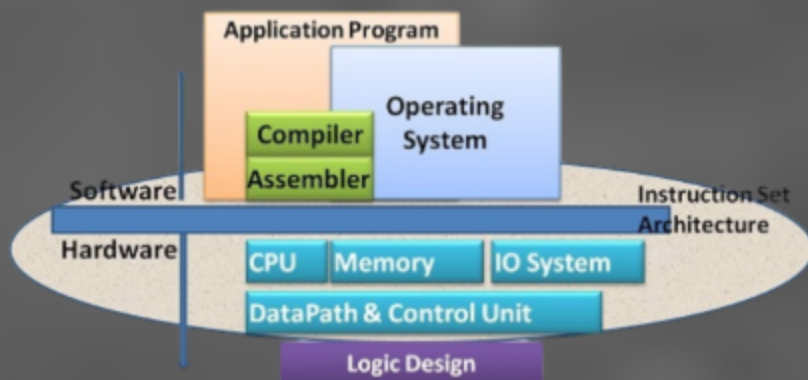 Application Program
Operating
System
Compiler
Assembler
Software
Instruction Set
Architecture
Hardware
CPU
Memory
IO System
DataPath & Control Unit
Logic Design